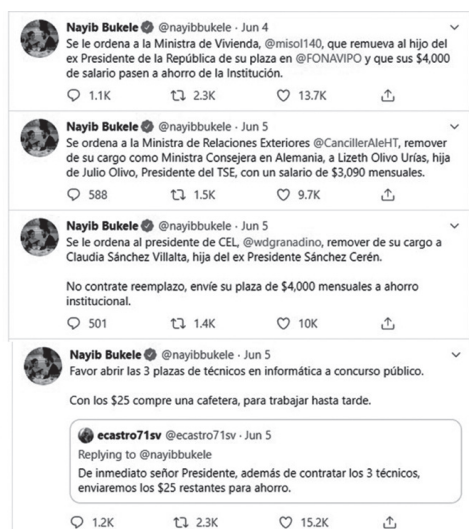 Nayib Bukele @nayibbukele · Jun 4
Se le ordena a la Ministra de Vivienda, @misol140, que remueva al hijo del
ex Presidente de la República de su plaza en @FONAVIPO y que sus $4,000
de salario pasen a ahorro de la Institución.
1.1K 2.3K 13.7K
Nayib Bukele @nayibbukele · Jun 5
Se ordena a la Ministra de Relaciones Exteriores @CancillerAleHT, remover
de su cargo como Ministra Consejera en Alemania, a Lizeth Olivo Urías, hija
de Julio Olivo, Presidente del TSE, con un salario de $3,090 mensuales.
588 1.5K 9.7K
Nayib Bukele @nayibbukele · Jun 5
Se le ordena al presidente de CEL, @wdgranadino, remover de su cargo a
Claudia Sánchez Villalta, hija del ex Presidente Sánchez Cerén.
No contrate reemplazo, envíe su plaza de $4,000 mensuales a ahorro
institucional.
501 1.4K 10K
Nayib Bukele @nayibbukele · Jun 5
Favor abrir las 3 plazas de técnicos en informática a concurso público.
Con los $25 compre una cafetera, para trabajar hasta tarde.
ecastro71sv @ecastro71sv · Jun 5
Replying to @nayibbukele
De inmediato señor Presidente, además de contratar los 3 técnicos,
enviaremos los $25 restantes para ahorro.
1.2K 2.3K 15.2K